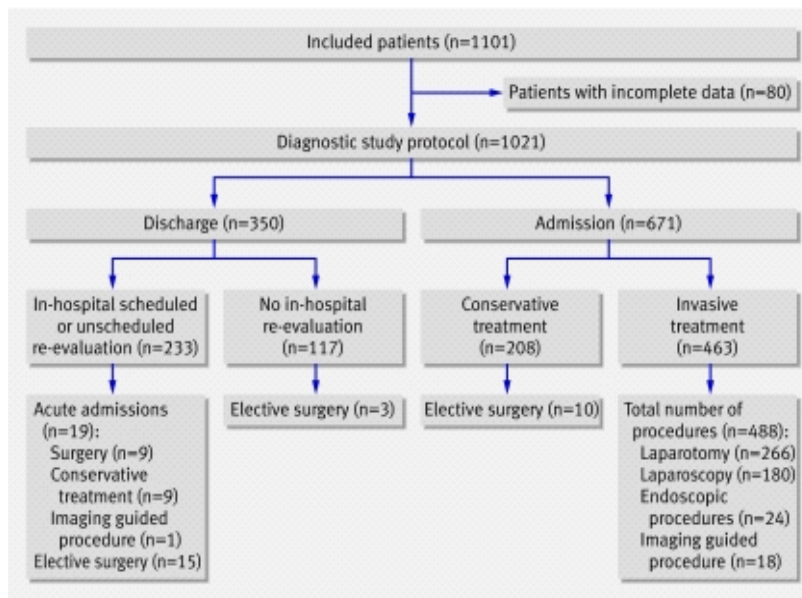 Included patients (n=1101)
Patients with incomplete data (n=80)
Diagnostic study protocol (n=1021)
Discharge (n=350)
Admission (n=671)
In-hospital scheduled
or unscheduled
re-evaluation (n=233)
No in-hospital
re-evaluation
(n=117)
Conservative
treatment
(n=208)
Invasive
treatment
(n=463)
Acute admissions
(n=19):
Surgery (n=9)
Conservative
treatment (n=9)
Imaging guided
procedure (n=1)
Elective surgery (n=15)
Elective surgery (n=3)
Elective surgery (n=10)
Total number of
procedures (n=488):
Laparotomy (n=266)
Laparoscopy (n=180)
Endoscopic
procedures (n=24)
Imaging guided
procedure (n=18)